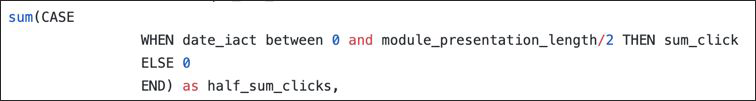 sum(CASE
WHEN date_iact between 0 and module_presentation_length/2 THEN sum_click
ELSE 0
END) as half_sum_clicks,